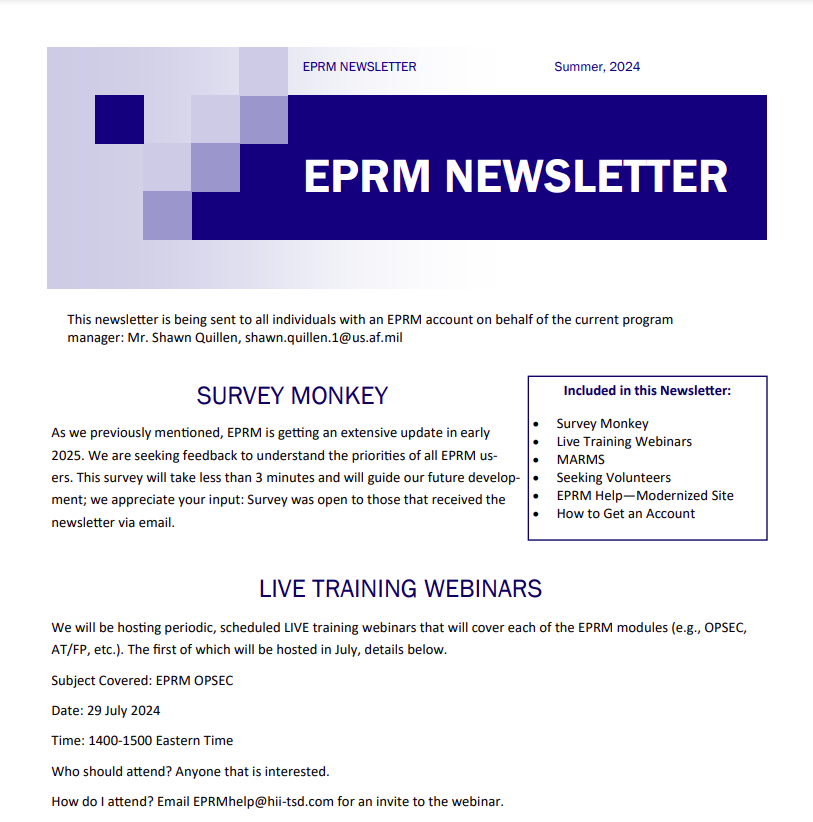 EPRM NEWSLETTER
Summer, 2024
EPRM NEWSLETTER
This newsletter is being sent to all individuals with an EPRM account on behalf of the current program
manager: Mr. Shawn Quillen, shawn.quillen.1@us.af.mil
SURVEY MONKEY
As we previously mentioned, EPRM is getting an extensive update in early
2025. We are seeking feedback to understand the priorities of all EPRM us-
ers. This survey will take less than 3 minutes and will guide our future develop-
ment; we appreciate your input: Survey was open to those that received the
newsletter via email.
Included in this Newsletter:
• Survey Monkey
• Live Training Webinars
• MARMS
• Seeking Volunteers
• EPRM Help—Modernized Site
• How to Get an Account
LIVE TRAINING WEBINARS
We will be hosting periodic, scheduled LIVE training webinars that will cover each of the EPRM modules (e.g., OPSEC,
AT/FP, etc.). The first of which will be hosted in July, details below.
Subject Covered: EPRM OPSEC
Date: 29 July 2024
Time: 1400-1500 Eastern Time
Who should attend? Anyone that is interested.
How do I attend? Email EPRMhelp@hii-tsd.com for an invite to the webinar.